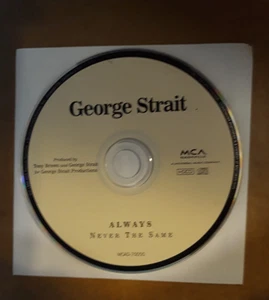 George Strait
Produced by
Tony Brown and George Strait
for George Strait Productions
MCA
ALWAYS
NEVER THE SAME